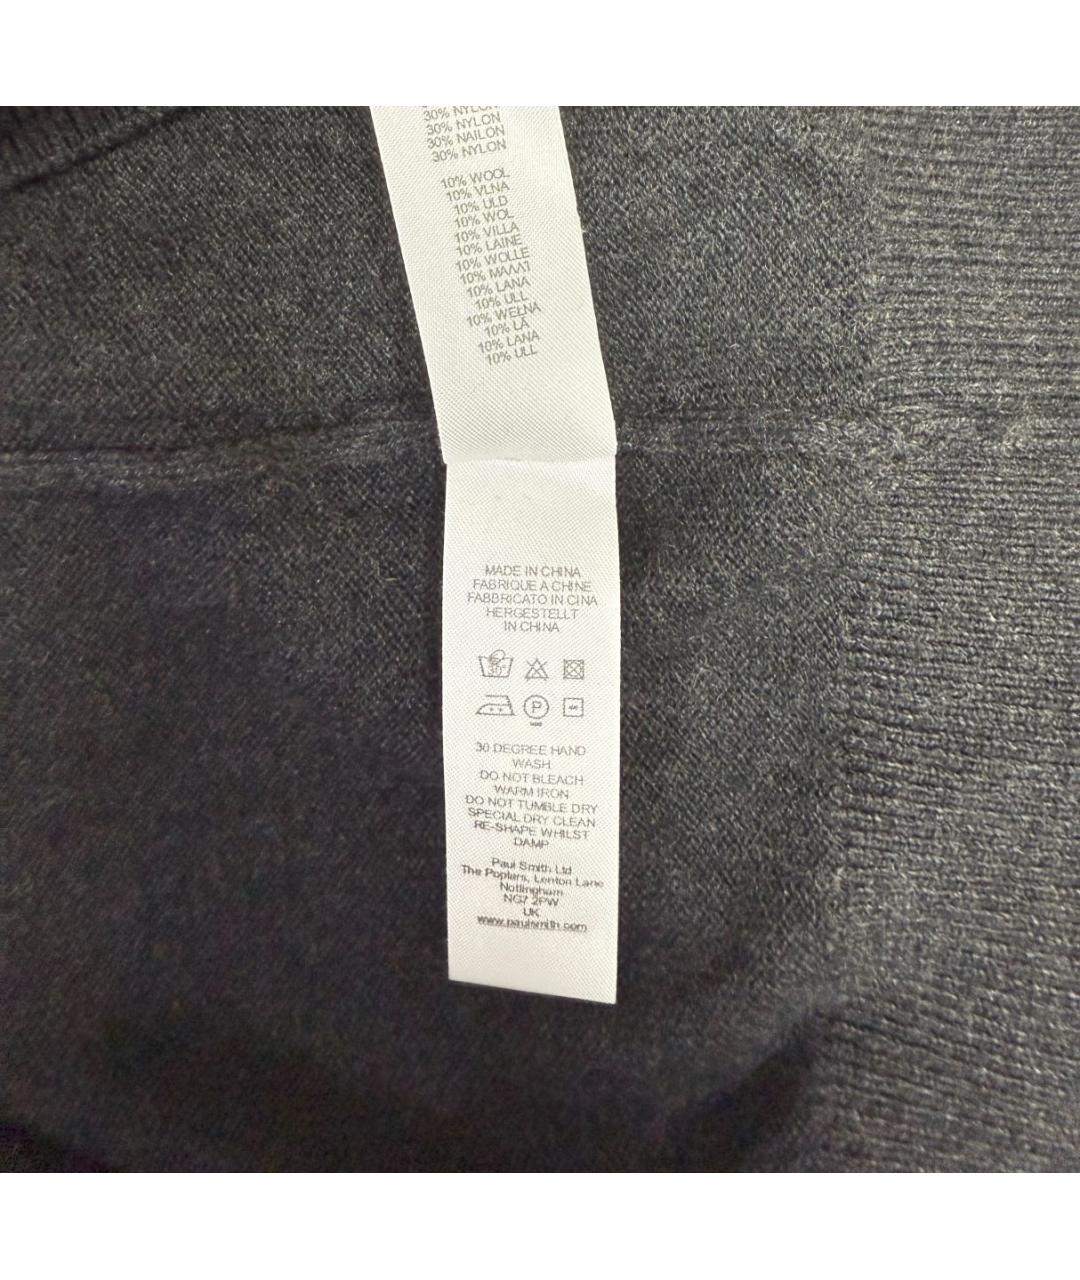 30% NYLON
30% NYLON
30% NAILON
30% NYLON
10% WOOL
10% VLNA
10% ULD
10% WOL
10% VILLA
10% LAINE
10% WOLLE
10% ΜΑΛΛΙ
10% LANA
10% ULL
10% WEŁNA
10% LÃ
10% LANA
10% ULL
MADE IN CHINA
FABRIQUE A CHINE
FABBRICATO IN CINA
HERGESTELLT
IN CHINA
30°
P
30 DEGREE HAND
WASH
DO NOT BLEACH
WARM IRON
DO NOT TUMBLE DRY
SPECIAL DRY CLEAN
RE-SHAPE WHILST
DAMP
Paul Smith Ltd
The Poplars, Lenton Lane
Nottingham
NG7 2PW
UK
www.paulsmith.com